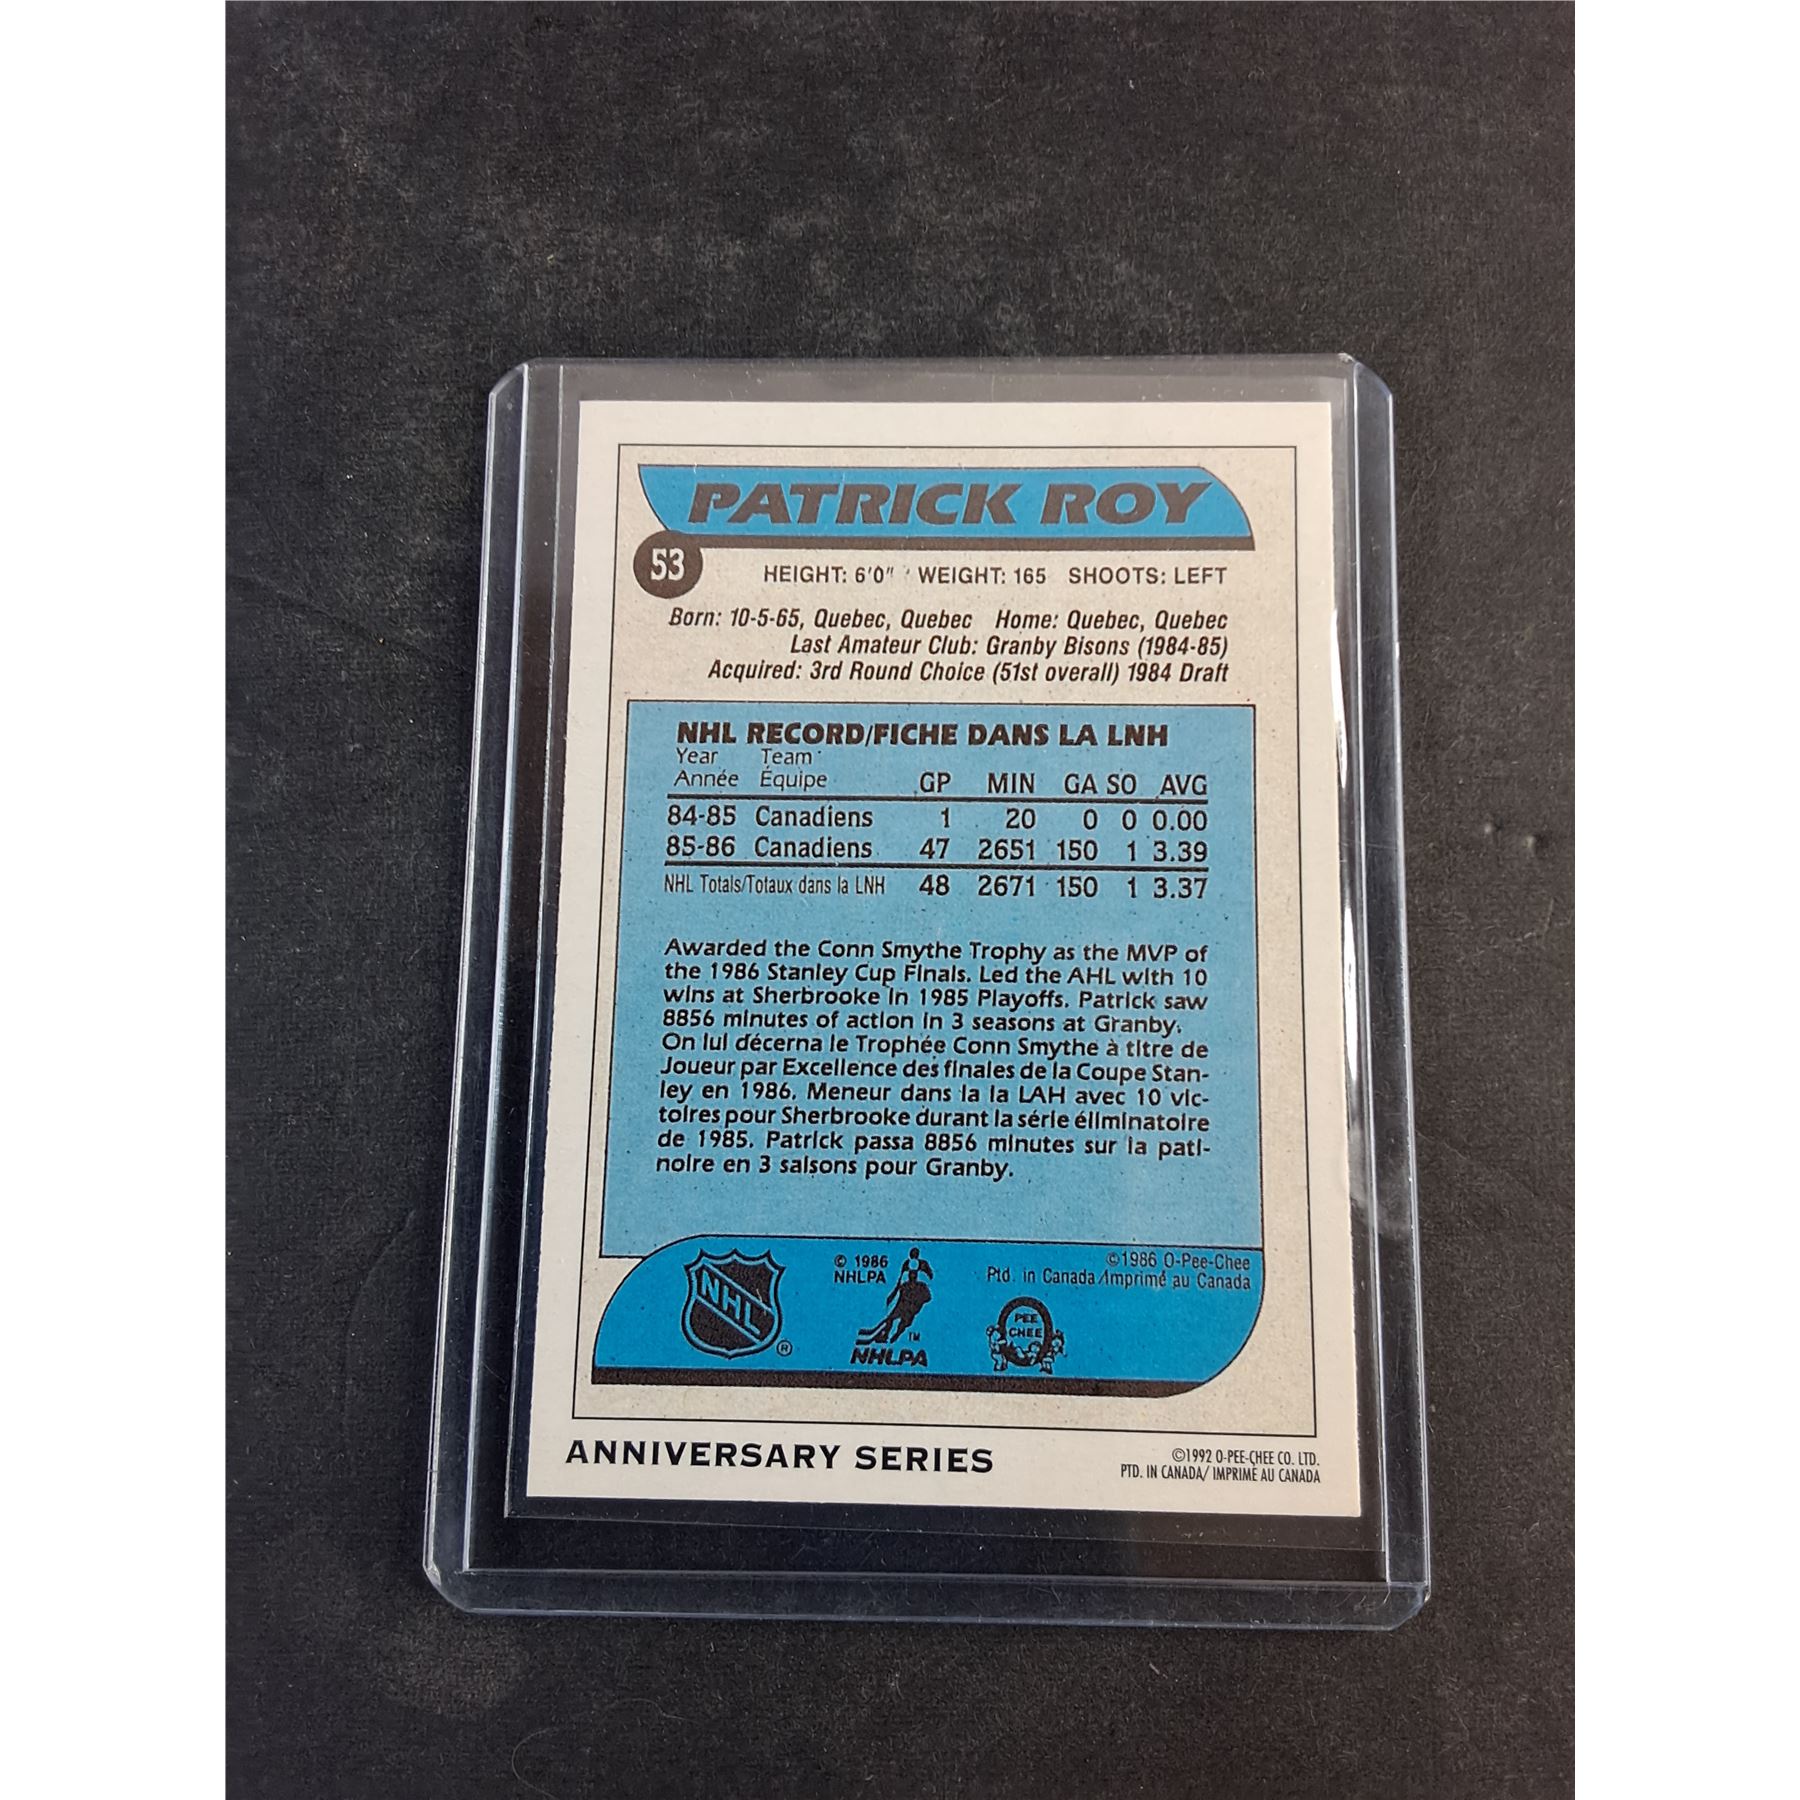 PATRICK ROY
53
HEIGHT: 6'0" WEIGHT: 165 SHOOTS: LEFT
Born: 10-5-65, Quebec, Quebec Home: Quebec, Quebec
Last Amateur Club: Granby Bisons (1984-85)
Acquired: 3rd Round Choice (51st overall) 1984 Draft
NHL RECORD/FICHE DANS LA LNH
Year Team
Année Équipe GP MIN GA SO AVG
84-85 Canadiens 1 20 0 0 0.00
85-86 Canadiens 47 2651 150 1 3.39
NHL Totals/Totaux dans la LNH 48 2671 150 1 3.37
Awarded the Conn Smythe Trophy as the MVP of
the 1986 Stanley Cup Finals. Led the AHL with 10
wins at Sherbrooke in 1985 Playoffs. Patrick saw
8856 minutes of action in 3 seasons at Granby.
On lui décerna le Trophée Conn Smythe à titre de
Joueur par Excellence des finales de la Coupe Stan-
ley en 1986. Meneur dans la la LAH avec 10 vic-
toires pour Sherbrooke durant la série éliminatoire
de 1985. Patrick passa 8856 minutes sur la pati-
noire en 3 saisons pour Granby.
NHL ®
© 1986
NHLPA
TM
NHLPA
©1986 O-Pee-Chee
Ptd. in Canada/Imprimé au Canada
PEE
CHEE
ANNIVERSARY SERIES
©1992 O-PEE-CHEE CO. LTD.
PTD. IN CANADA/ IMPRIMÉ AU CANADA